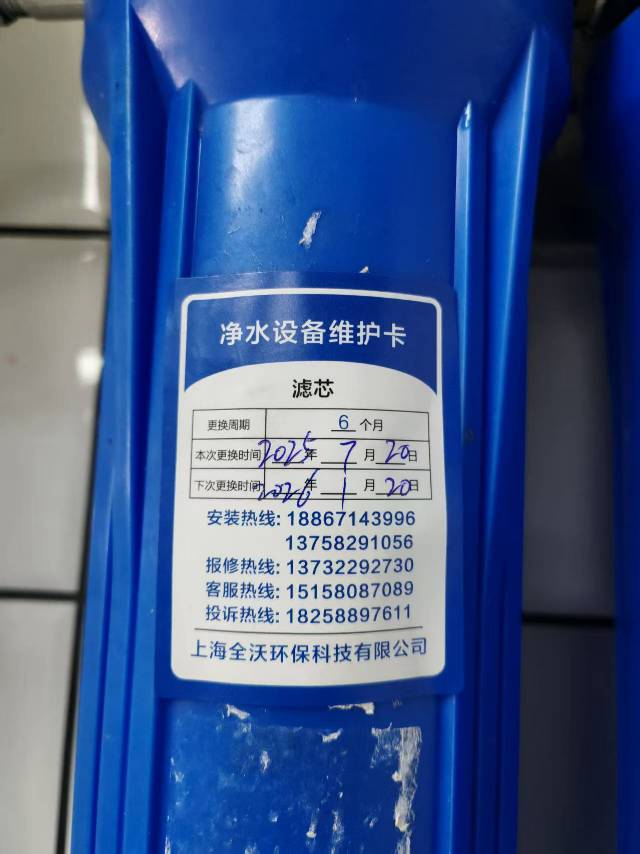 净水设备维护卡
滤芯
更换周期 6 个月
本次更换时间 2025 年 7 月 20 日
下次更换时间 2026 年 1 月 20 日
安装热线: 18867143996
13758291056
报修热线: 13732292730
客服热线: 15158087089
投诉热线: 18258897611
上海全沃环保科技有限公司